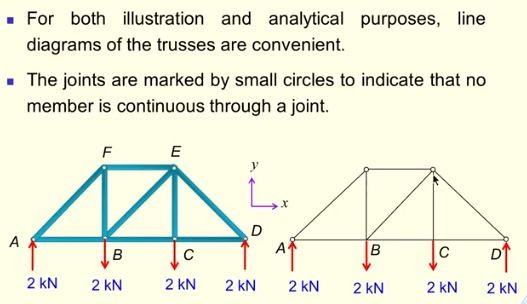 ▪ For both illustration and analytical purposes, line
diagrams of the trusses are convenient.
▪ The joints are marked by small circles to indicate that no
member is continuous through a joint.
F E y
x
A B C D A B C D
2 kN 2 kN 2 kN 2 kN 2 kN 2 kN 2 kN 2 kN